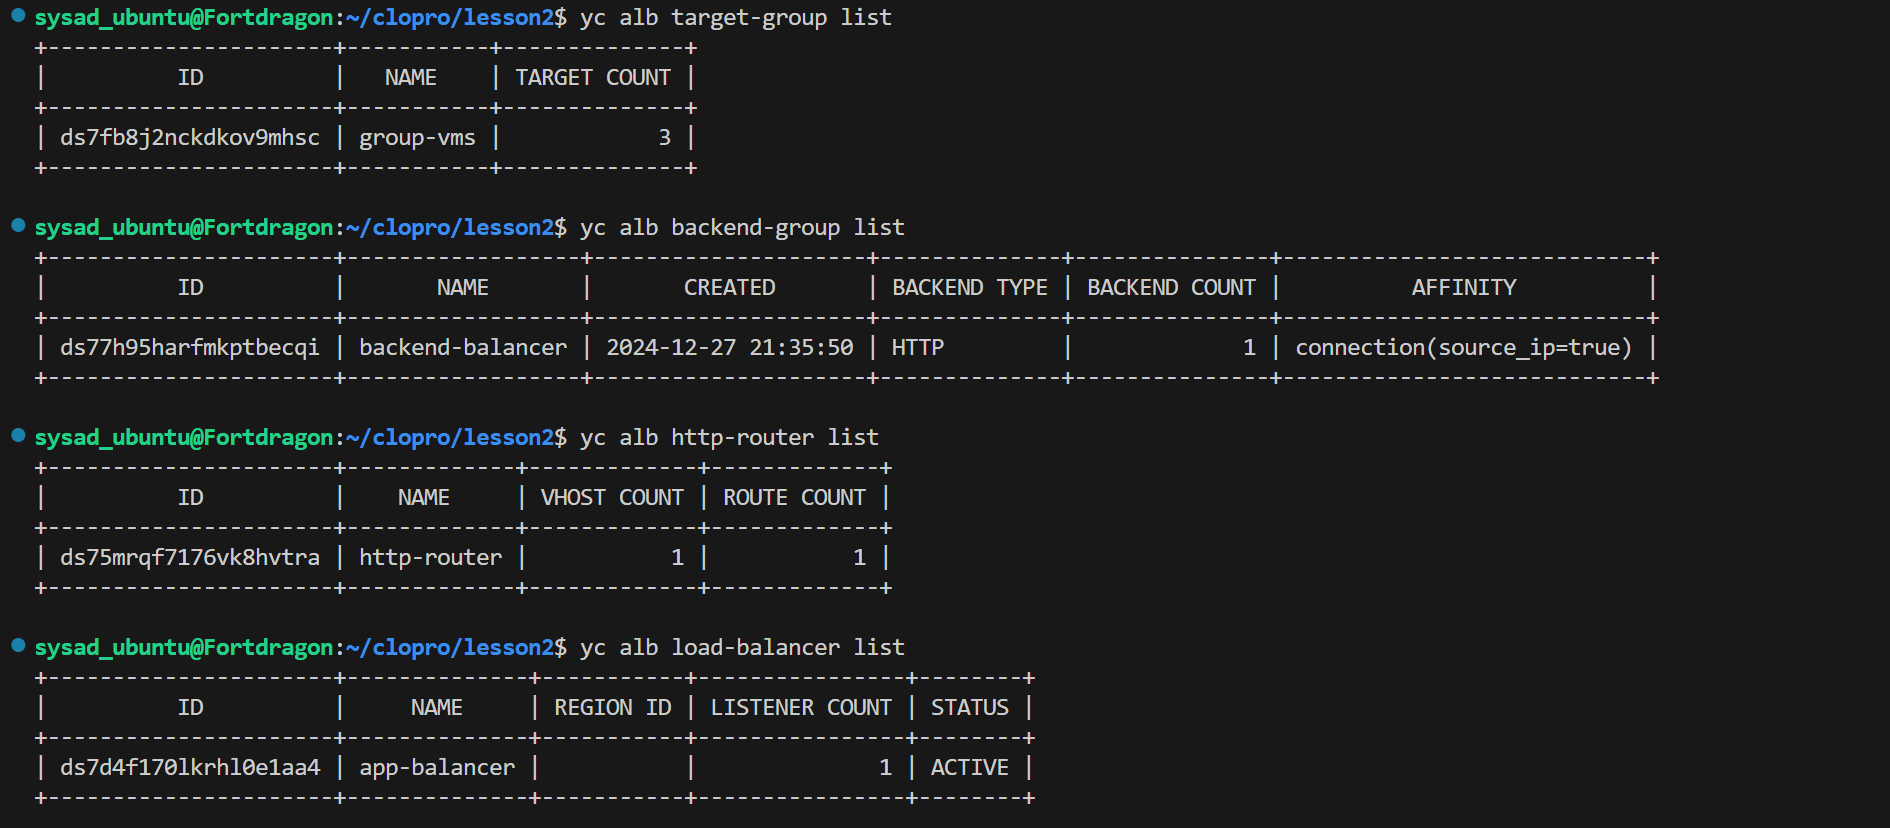 sysad_ubuntu@Fortdragon:~/clopro/lesson2$ yc alb target-group list
+----------------------+-----------+--------------+
|          ID          |   NAME    | TARGET COUNT |
+----------------------+-----------+--------------+
| ds7fb8j2nckdkov9mhsc | group-vms |            3 |
+----------------------+-----------+--------------+
sysad_ubuntu@Fortdragon:~/clopro/lesson2$ yc alb backend-group list
+----------------------+------------------+---------------------+--------------+---------------+----------------------------+
|          ID          |       NAME       |       CREATED       | BACKEND TYPE | BACKEND COUNT |          AFFINITY          |
+----------------------+------------------+---------------------+--------------+---------------+----------------------------+
| ds77h95harfmkptbecqi | backend-balancer | 2024-12-27 21:35:50 | HTTP         |             1 | connection(source_ip=true) |
+----------------------+------------------+---------------------+--------------+---------------+----------------------------+
sysad_ubuntu@Fortdragon:~/clopro/lesson2$ yc alb http-router list
+----------------------+-------------+-------------+-------------+
|          ID          |    NAME     | VHOST COUNT | ROUTE COUNT |
+----------------------+-------------+-------------+-------------+
| ds75mrqf7176vk8hvtra | http-router |           1 |           1 |
+----------------------+-------------+-------------+-------------+
sysad_ubuntu@Fortdragon:~/clopro/lesson2$ yc alb load-balancer list
+----------------------+--------------+-----------+----------------+--------+
|          ID          |     NAME     | REGION ID | LISTENER COUNT | STATUS |
+----------------------+--------------+-----------+----------------+--------+
| ds7d4f170lkrhl0e1aa4 | app-balancer |           |              1 | ACTIVE |
+----------------------+--------------+-----------+----------------+--------+